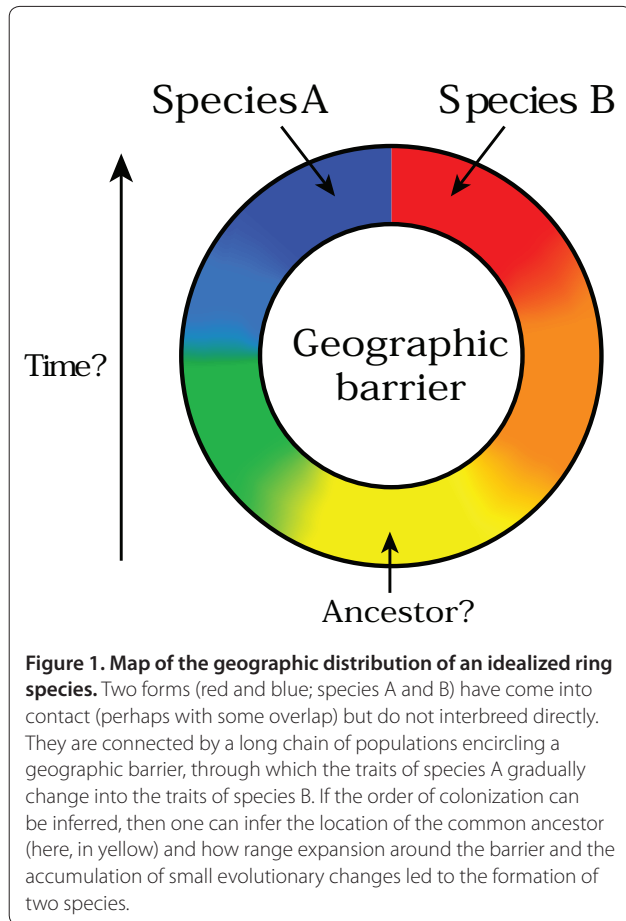 Species A Species B
Time?
Geographic
barrier
Ancestor?
Figure 1. Map of the geographic distribution of an idealized ring
species. Two forms (red and blue; species A and B) have come into
contact (perhaps with some overlap) but do not interbreed directly.
They are connected by a long chain of populations encircling a
geographic barrier, through which the traits of species A gradually
change into the traits of species B. If the order of colonization can
be inferred, then one can infer the location of the common ancestor
(here, in yellow) and how range expansion around the barrier and the
accumulation of small evolutionary changes led to the formation of
two species.